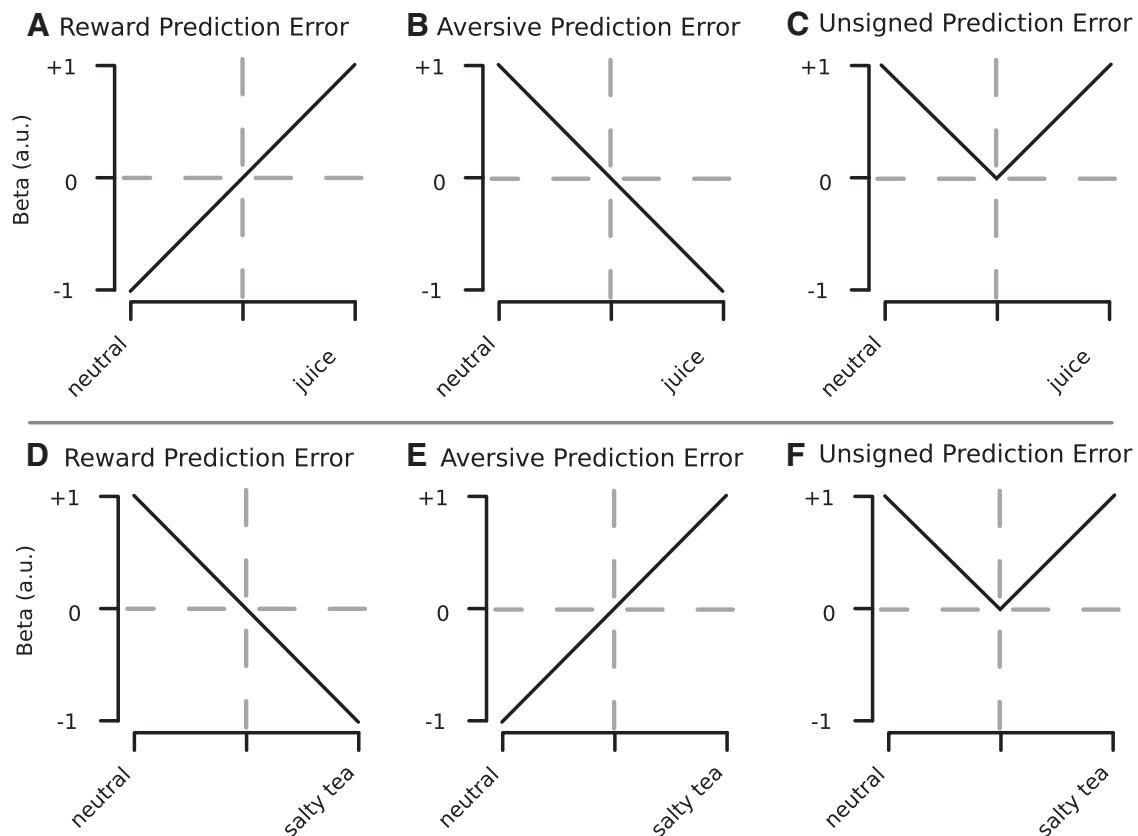 A Reward Prediction Error
B Aversive Prediction Error
C Unsigned Prediction Error
Beta (a.u.)
+1
0
-1
neutral
juice
+1
0
-1
neutral
juice
+1
0
-1
neutral
juice
D Reward Prediction Error
E Aversive Prediction Error
F Unsigned Prediction Error
Beta (a.u.)
+1
0
-1
neutral
salty tea
+1
0
-1
neutral
salty tea
+1
0
-1
neutral
salty tea